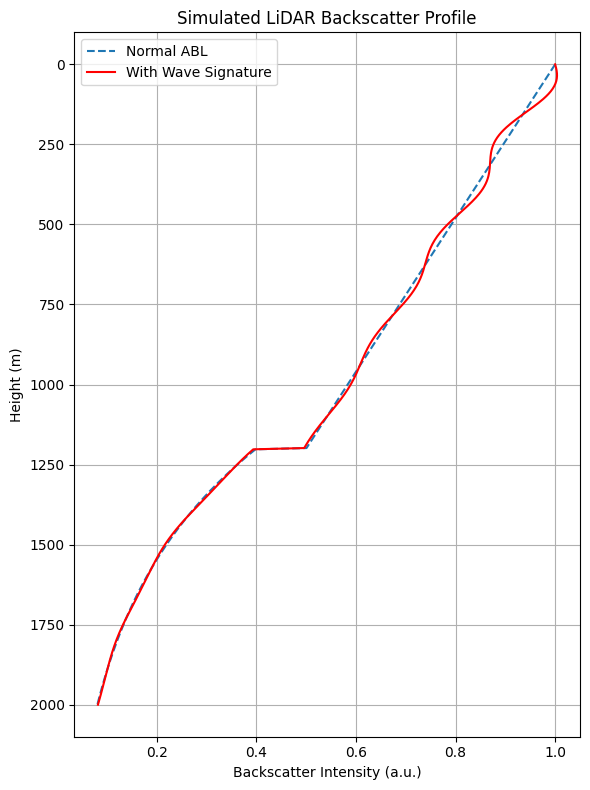 Simulated LiDAR Backscatter Profile
Normal ABL
With Wave Signature
0
250
500
750
1000
1250
1500
1750
2000
Height (m)
0.2 0.4 0.6 0.8 1.0
Backscatter Intensity (a.u.)